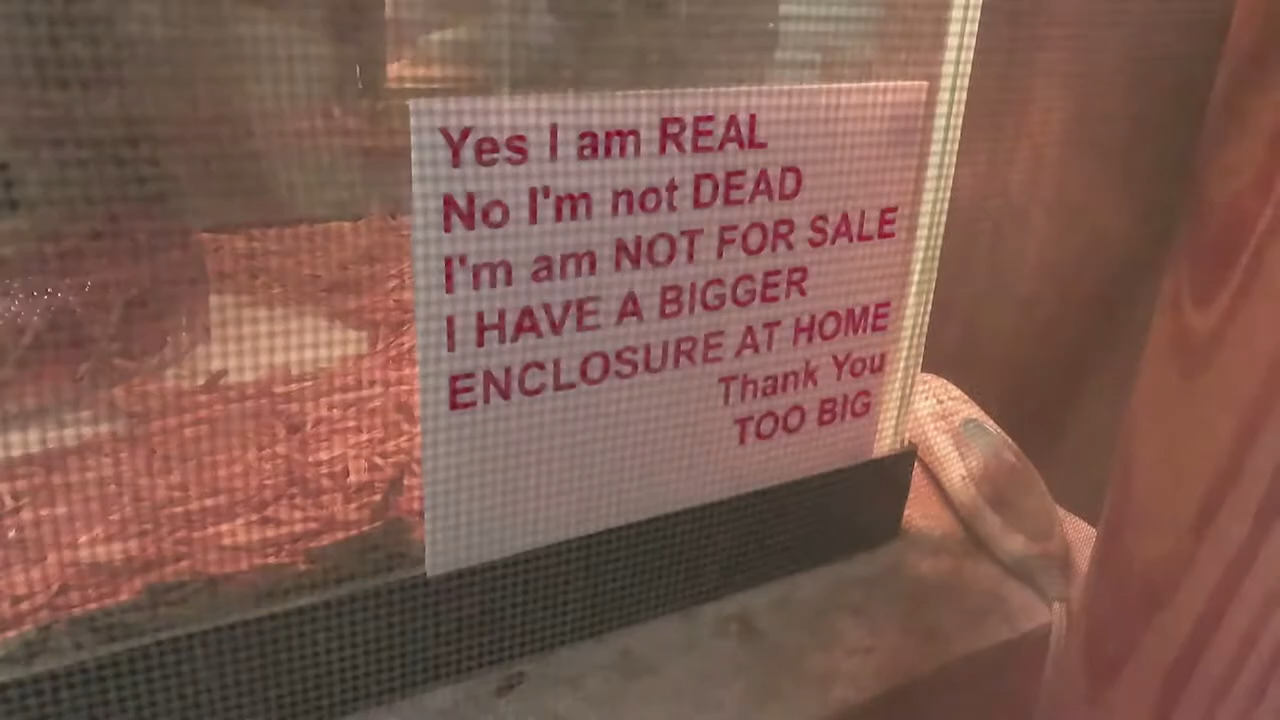 Yes I am REAL
No I'm not DEAD
I'm am NOT FOR SALE
I HAVE A BIGGER
ENCLOSURE AT HOME
Thank You
TOO BIG